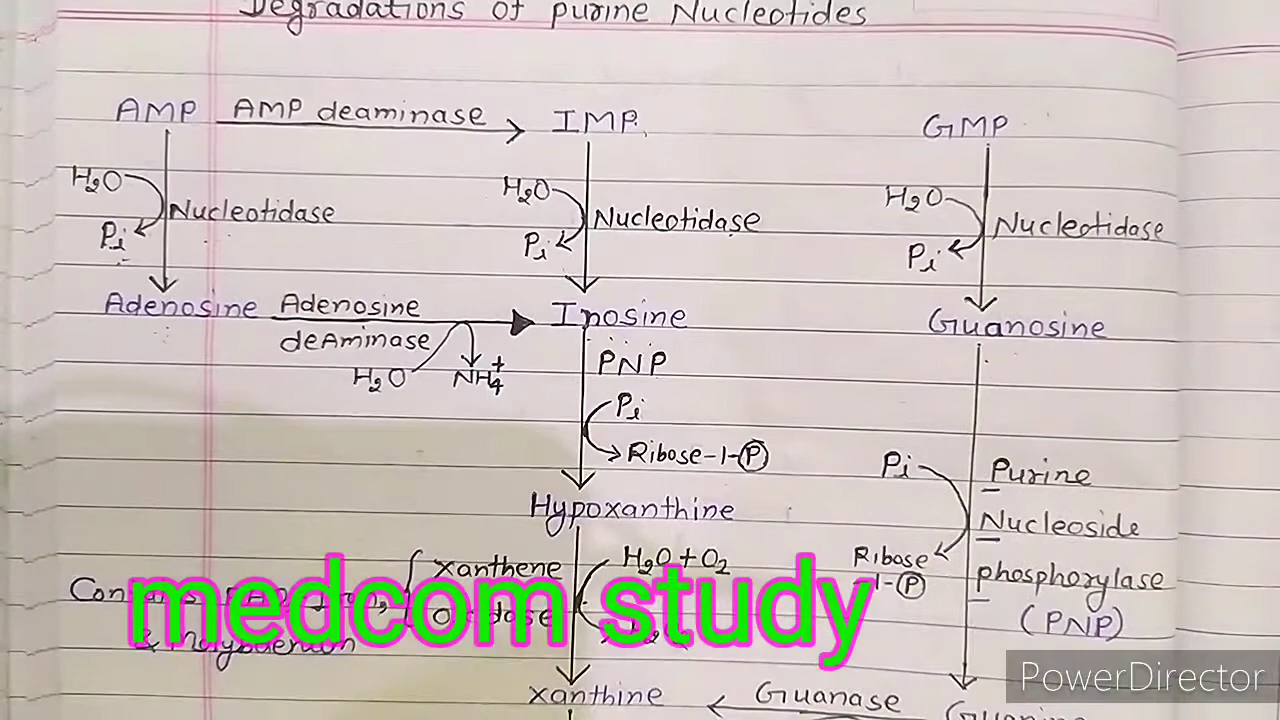 Degradations of purine Nucleotides
AMP AMP deaminase IMP GMP
H2O H2O H2O
Nucleotidase Nucleotidase Nucleotidase
Pi Pi Pi
Adenosine Adenosine Inosine Guanosine
deAminase PNP
H2O NH4+
Pi
Ribose-1-P Pi Purine
Hypoxanthine Nucleoside
xanthene H2O + O2 Ribose phosphorylase
-1-P
medcom study
(PNP)
xanthine Guanase
PowerDirector